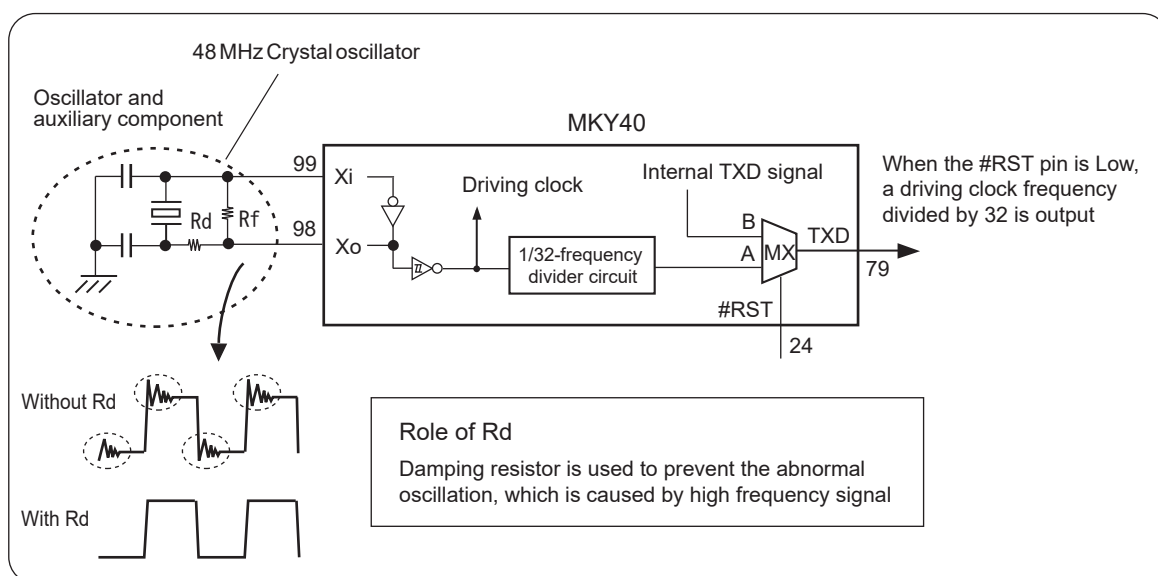 48 MHz Crystal oscillator
Oscillator and
auxiliary component
MKY40
99
Xi
Driving clock
Internal TXD signal
When the #RST pin is Low,
a driving clock frequency
divided by 32 is output
Rd
Rf
98
Xo
1/32-frequency
divider circuit
B
A
MX
TXD
79
#RST
24
Without Rd
With Rd
Role of Rd
Damping resistor is used to prevent the abnormal
oscillation, which is caused by high frequency signal